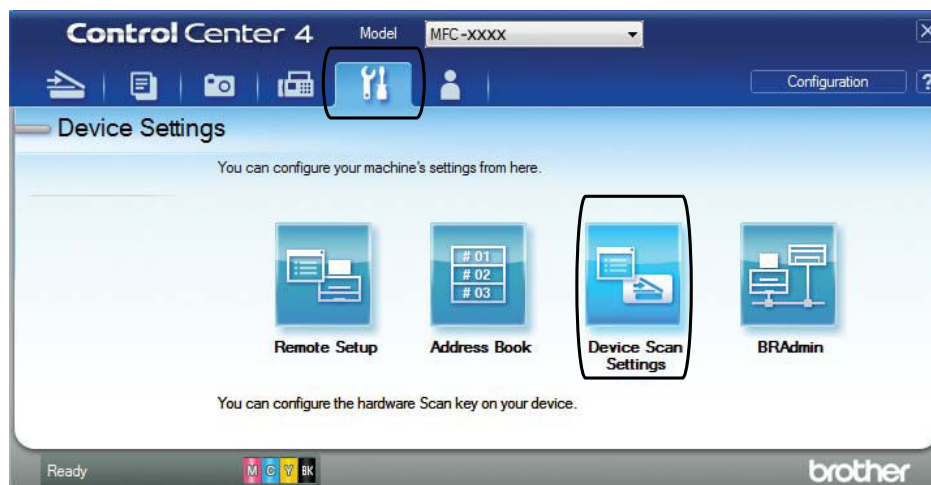 Control Center 4 Model MFC-XXXX
Configuration ?
Device Settings
You can configure your machine's settings from here.
# 01
# 02
# 03
Remote Setup Address Book Device Scan Settings BRAdmin
You can configure the hardware Scan key on your device.
Ready M C Y BK brother